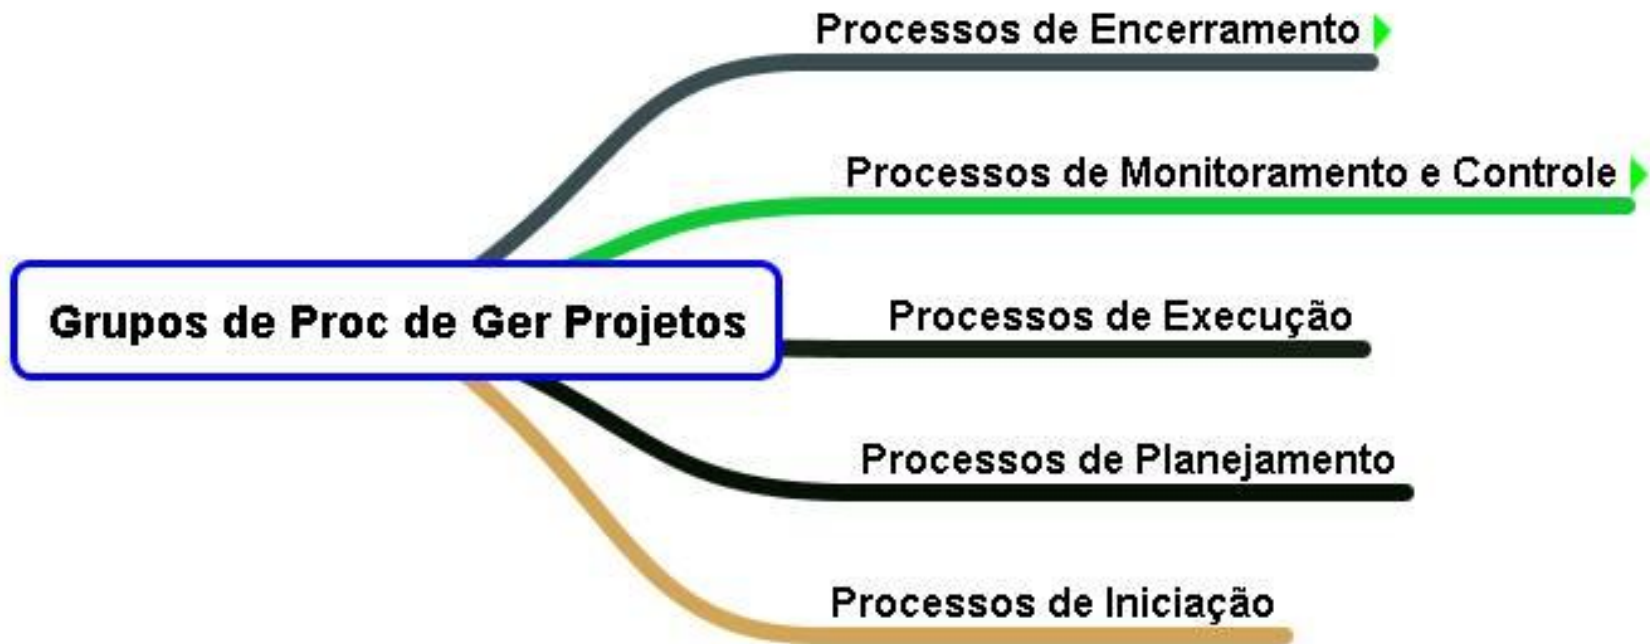 Processos de Encerramento
Processos de Monitoramento e Controle
Grupos de Proc de Ger Projetos
Processos de Execução
Processos de Planejamento
Processos de Iniciação